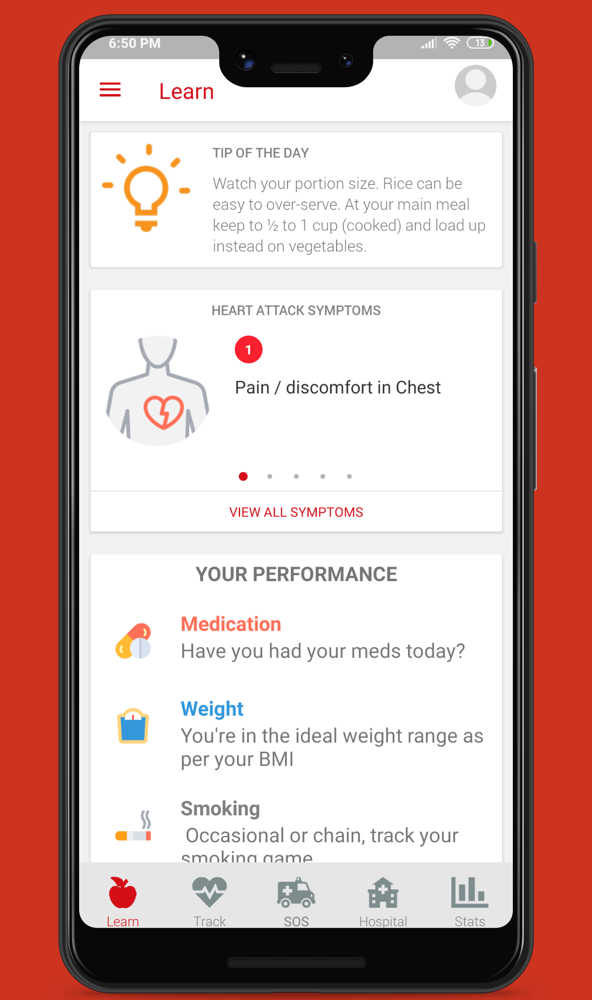 6:50 PM
13
Learn
TIP OF THE DAY
Watch your portion size. Rice can be
easy to over-serve. At your main meal
keep to ½ to 1 cup (cooked) and load up
instead on vegetables.
HEART ATTACK SYMPTOMS
1
Pain / discomfort in Chest
VIEW ALL SYMPTOMS
YOUR PERFORMANCE
Medication
Have you had your meds today?
Weight
You're in the ideal weight range as
per your BMI
Smoking
Occasional or chain, track your
smoking game
Learn
Track
SOS
Hospital
Stats